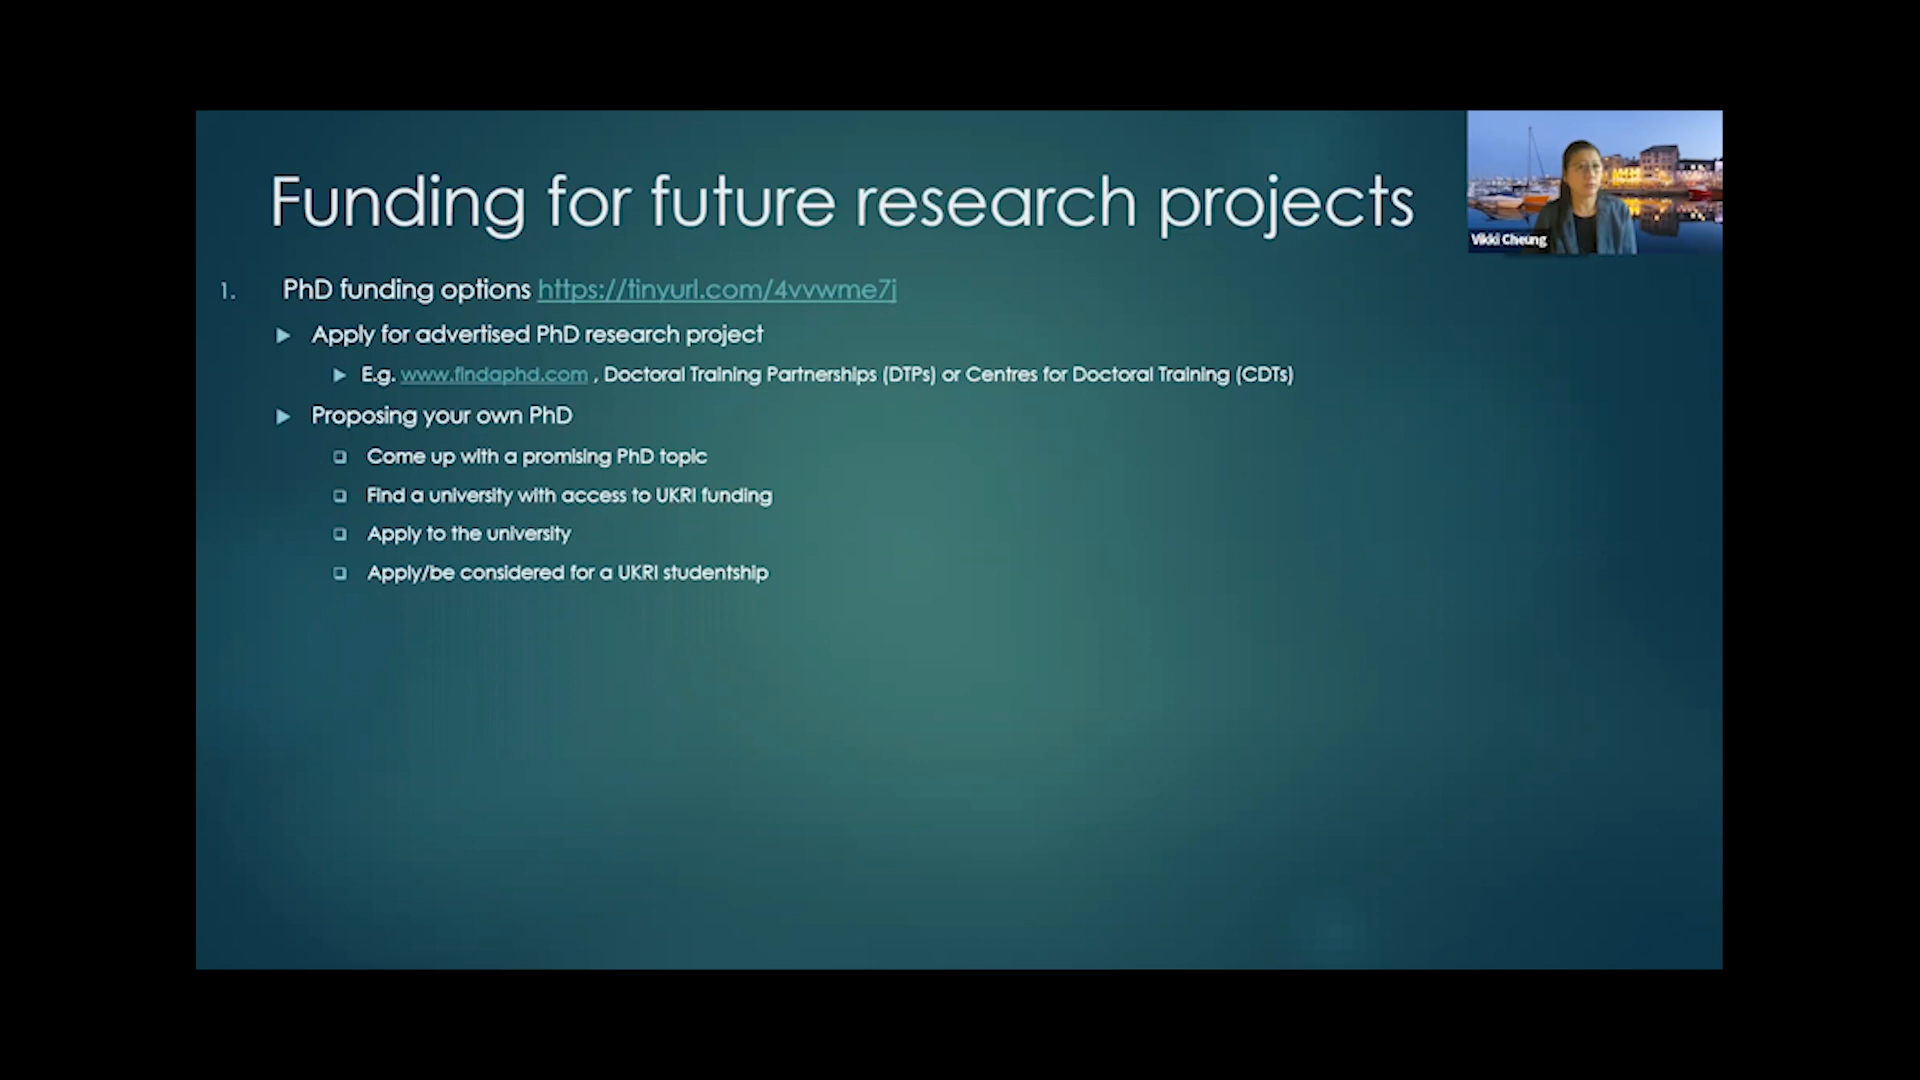 Funding for future research projects
Vikki Cheung
1. PhD funding options https://tinyurl.com/4vvwme7j
Apply for advertised PhD research project
E.g. www.findaphd.com , Doctoral Training Partnerships (DTPs) or Centres for Doctoral Training (CDTs)
Proposing your own PhD
Come up with a promising PhD topic
Find a university with access to UKRI funding
Apply to the university
Apply/be considered for a UKRI studentship